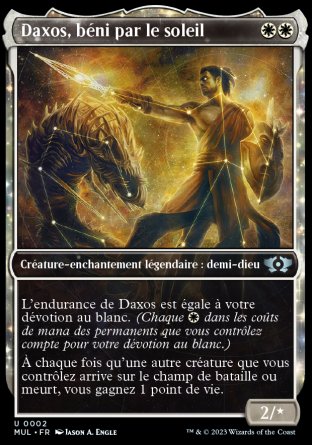 Daxos, béni par le soleil
Créature-enchantement légendaire : demi-dieu
L'endurance de Daxos est égale à votre
dévotion au blanc. (Chaque dans les coûts
de mana des permanents que vous contrôlez
compte pour votre dévotion au blanc.)
À chaque fois qu'une autre créature que vous
contrôlez arrive sur le champ de bataille ou
meurt, vous gagnez 1 point de vie.
2/*
U 0002
MUL • FR Jason A. Engle
™ & © 2023 Wizards of the Coast